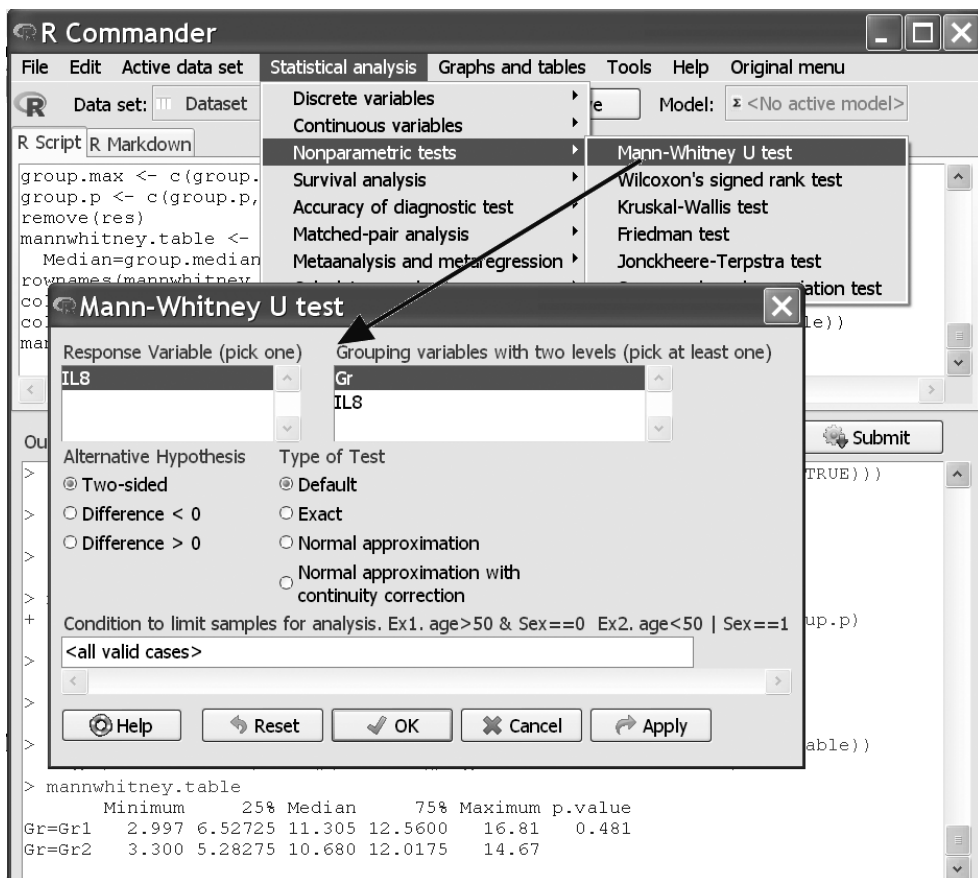 R Commander
File Edit Active data set Statistical analysis Graphs and tables Tools Help Original menu
Data set: Dataset Model: Σ <No active model>
R Script R Markdown
Discrete variables
Continuous variables
Nonparametric tests
Survival analysis
Accuracy of diagnostic test
Matched-pair analysis
Metaanalysis and metaregression
Mann-Whitney U test
Wilcoxon's signed rank test
Kruskal-Wallis test
Friedman test
Jonckheere-Terpstra test
group.max <- c(group.
group.p <- c(group.p,
remove(res)
mannwhitney.table <-
Median=group.median
rownames(mannwhitney
Mann-Whitney U test
Response Variable (pick one) Grouping variables with two levels (pick at least one)
IL8 Gr
IL8
Submit
Alternative Hypothesis Type of Test
Two-sided Default
Difference < 0 Exact
Difference > 0 Normal approximation
Normal approximation with
continuity correction
Condition to limit samples for analysis. Ex1. age>50 & Sex==0 Ex2. age<50 | Sex==1
<all valid cases>
Help Reset OK Cancel Apply
TRUE)))
up.p)
able))
> mannwhitney.table
Minimum 25% Median 75% Maximum p.value
Gr=Gr1 2.997 6.52725 11.305 12.5600 16.81 0.481
Gr=Gr2 3.300 5.28275 10.680 12.0175 14.67